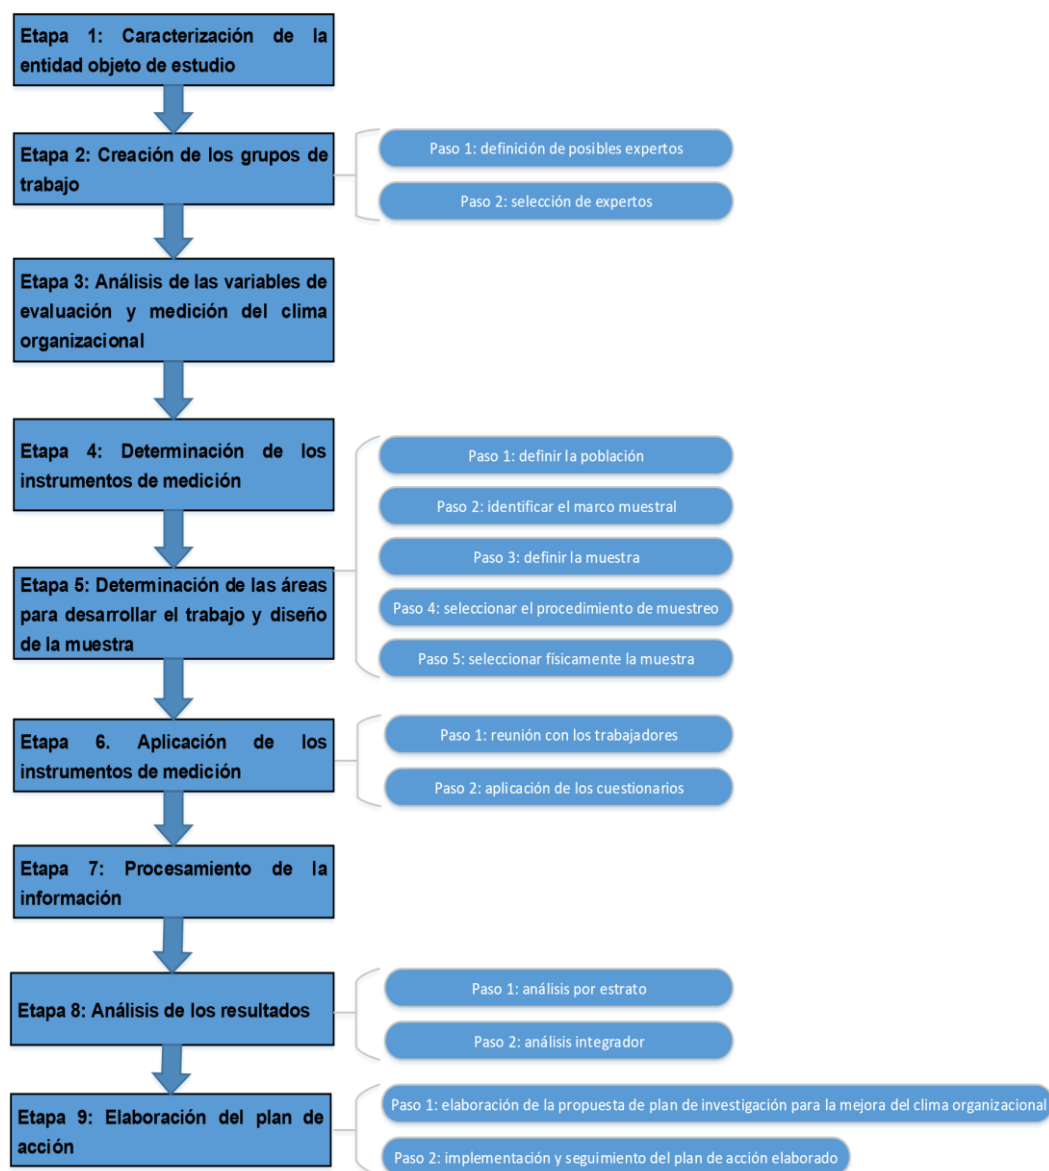 Etapa 1: Caracterización de la
entidad objeto de estudio
Etapa 2: Creación de los grupos de
trabajo
Paso 1: definición de posibles expertos
Paso 2: selección de expertos
Etapa 3: Análisis de las variables de
evaluación y medición del clima
organizacional
Etapa 4: Determinación de los
instrumentos de medición
Etapa 5: Determinación de las áreas
para desarrollar el trabajo y diseño
de la muestra
Paso 1: definir la población
Paso 2: identificar el marco muestral
Paso 3: definir la muestra
Paso 4: seleccionar el procedimiento de muestreo
Paso 5: seleccionar físicamente la muestra
Etapa 6. Aplicación de los
instrumentos de medición
Paso 1: reunión con los trabajadores
Paso 2: aplicación de los cuestionarios
Etapa 7: Procesamiento de la
información
Etapa 8: Análisis de los resultados
Paso 1: análisis por estrato
Paso 2: análisis integrador
Etapa 9: Elaboración del plan de
acción
Paso 1: elaboración de la propuesta de plan de investigación para la mejora del clima organizacional
Paso 2: implementación y seguimiento del plan de acción elaborado